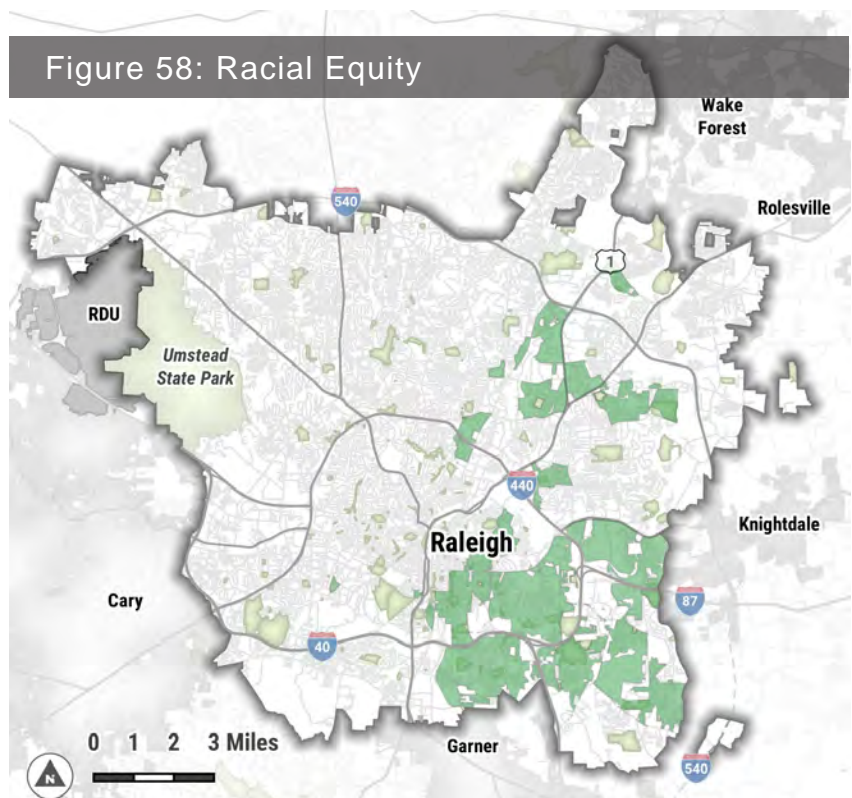 Figure 58: Racial Equity
Wake
Forest
540
Rolesville
1
RDU
Umstead
State Park
440
Raleigh
Knightdale
Cary
87
40
0 1 2 3 Miles
Garner
540
N